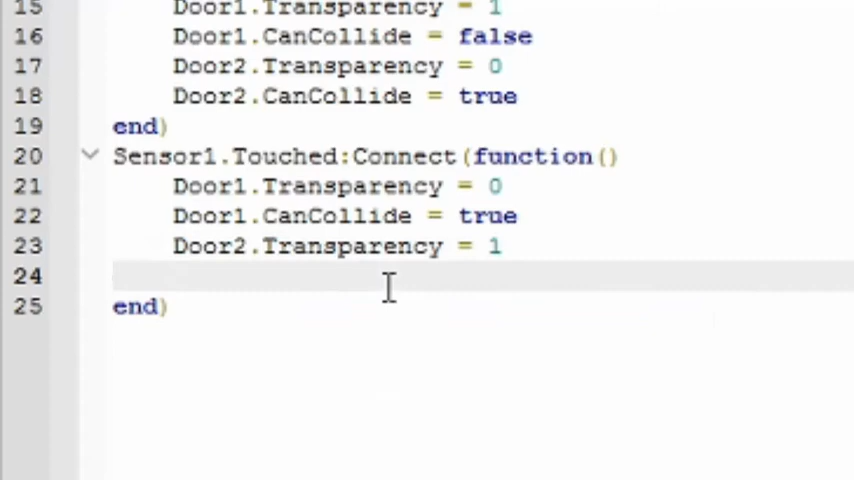 15 Door1.Transparency = 1
16 Door1.CanCollide = false
17 Door2.Transparency = 0
18 Door2.CanCollide = true
19 end)
20 Sensor1.Touched:Connect(function()
21 Door1.Transparency = 0
22 Door1.CanCollide = true
23 Door2.Transparency = 1
24
25 end)